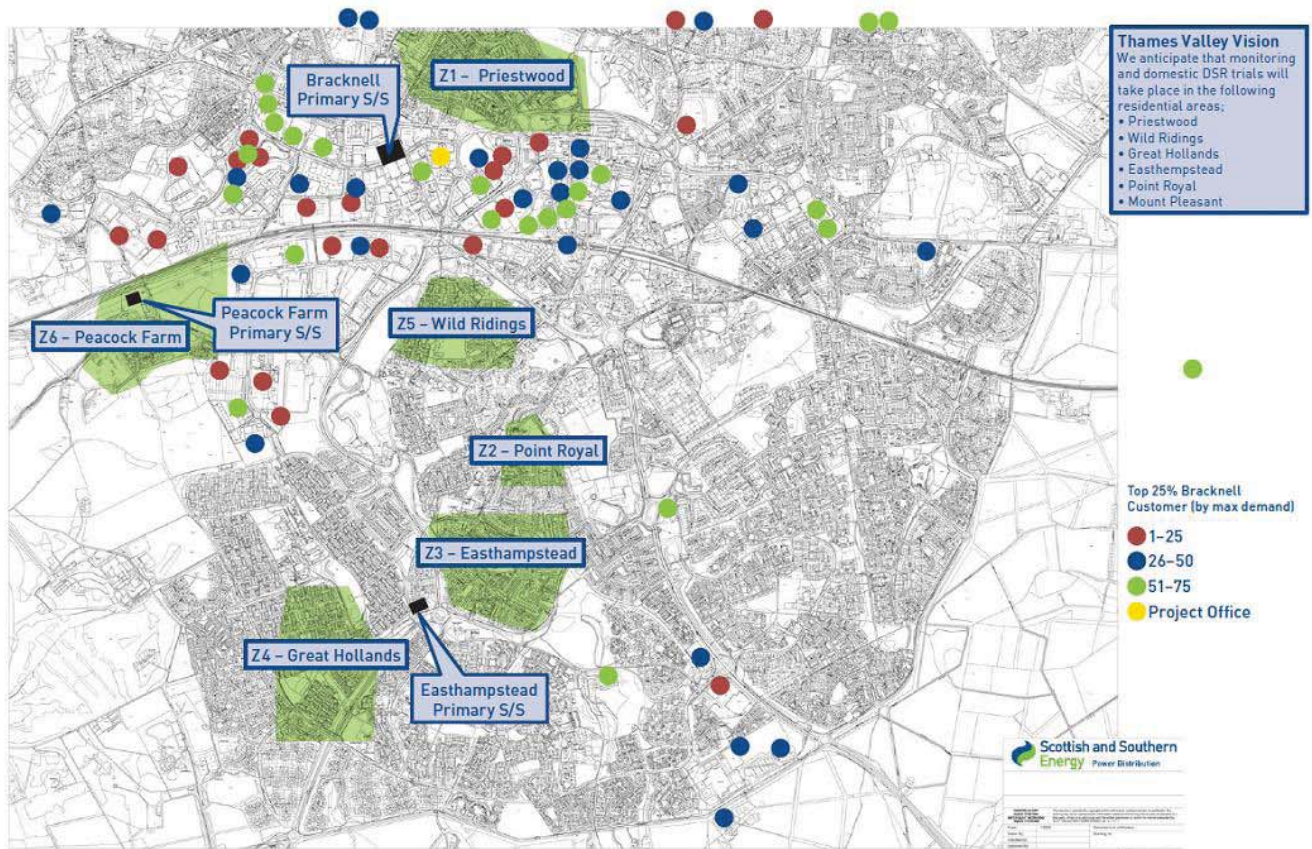 Thames Valley Vision
We anticipate that monitoring
and domestic DSR trials will
take place in the following
residential areas;
• Priestwood
• Wild Ridings
• Great Hollands
• Easthempstead
• Point Royal
• Mount Pleasant
Z1 – Priestwood
Bracknell
Primary S/S
Peacock Farm
Primary S/S
Z6 – Peacock Farm
Z5 – Wild Ridings
Z2 – Point Royal
Z3 – Easthampstead
Z4 – Great Hollands
Easthampstead
Primary S/S
Top 25% Bracknell
Customer (by max demand)
1–25
26–50
51–75
Project Office
Scottish and Southern
Energy Power Distribution